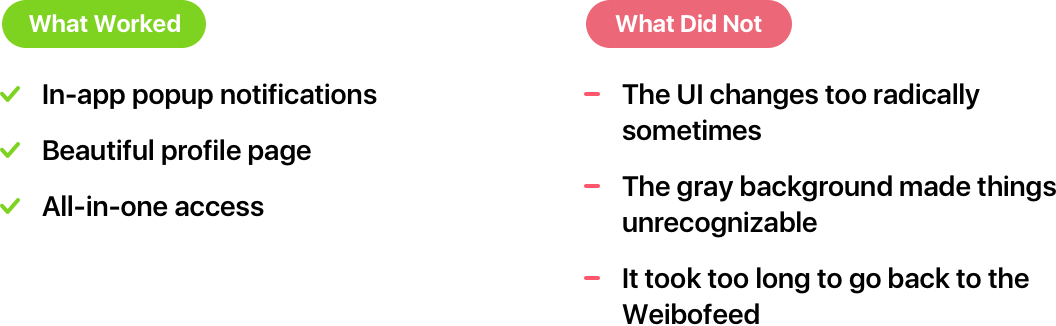 What Worked
In-app popup notifications
Beautiful profile page
All-in-one access
What Did Not
The UI changes too radically
sometimes
The gray background made things
unrecognizable
It took too long to go back to the
Weibofeed